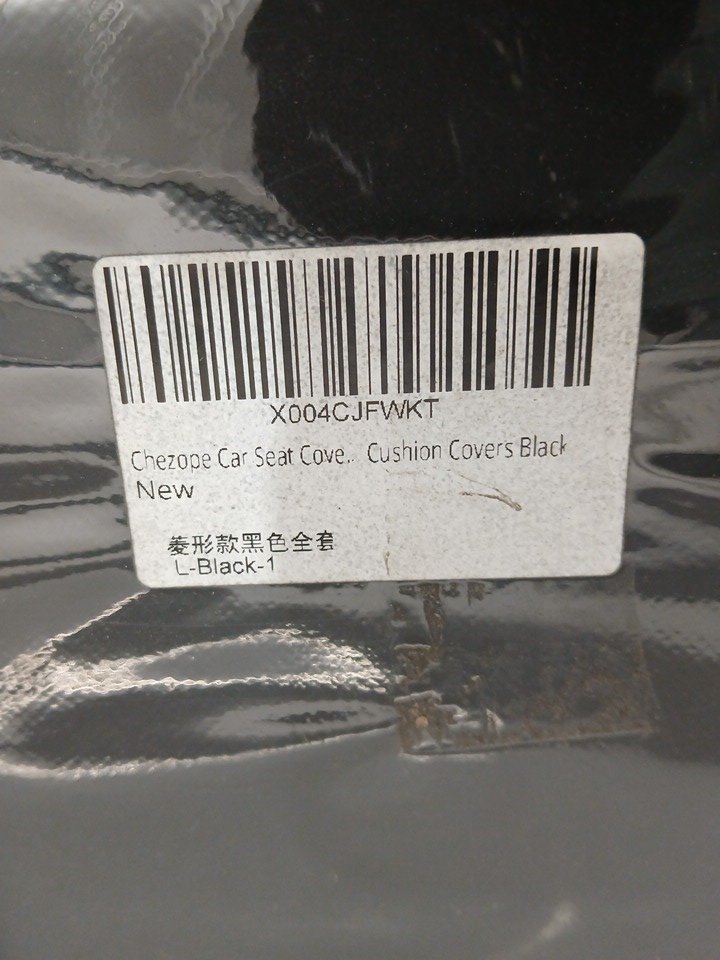 X004CJFWKT
Chezope Car Seat Cove... Cushion Covers Black
New
菱形款黑色全套
L-Black-1